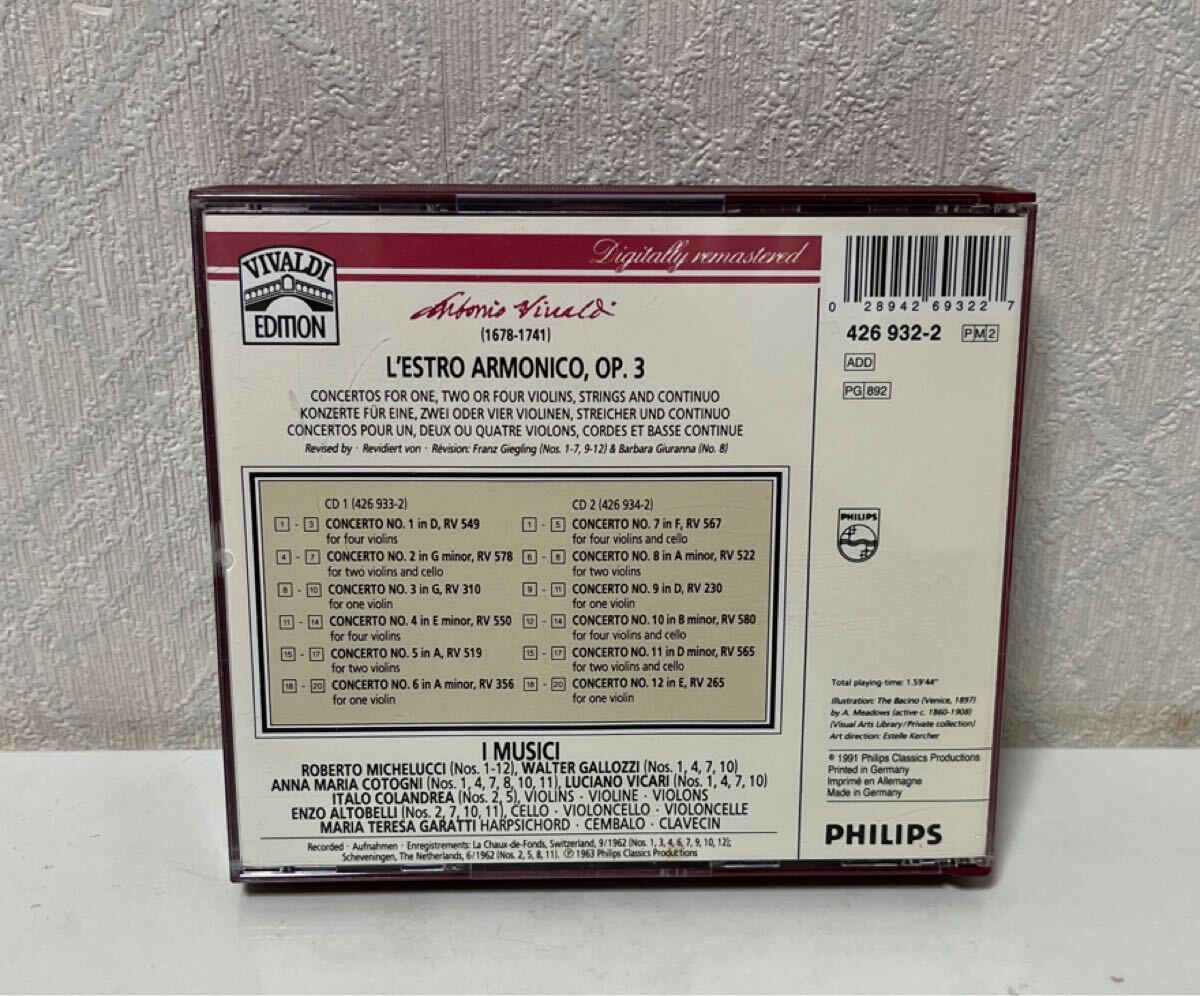 VIVALDI
EDITION
Digitally remastered
Antonio Vivaldi
(1678-1741)
L'ESTRO ARMONICO, OP. 3
CONCERTOS FOR ONE, TWO OR FOUR VIOLINS, STRINGS AND CONTINUO
KONZERTE FÜR EINE, ZWEI ODER VIER VIOLINEN, STREICHER UND CONTINUO
CONCERTOS POUR UN, DEUX OU QUATRE VIOLONS, CORDES ET BASSE CONTINUE
Revised by · Revidiert von · Révision: Franz Giegling (Nos. 1-7, 9-12) & Barbara Giuranna (No. 8)
CD 1 (426 933-2)
1 - 3 CONCERTO NO. 1 in D, RV 549
for four violins
4 - 7 CONCERTO NO. 2 in G minor, RV 578
for two violins and cello
8 - 10 CONCERTO NO. 3 in G, RV 310
for one violin
11 - 14 CONCERTO NO. 4 in E minor, RV 550
for four violins
15 - 17 CONCERTO NO. 5 in A, RV 519
for two violins
18 - 20 CONCERTO NO. 6 in A minor, RV 356
for one violin
CD 2 (426 934-2)
1 - 5 CONCERTO NO. 7 in F, RV 567
for four violins and cello
6 - 8 CONCERTO NO. 8 in A minor, RV 522
for two violins
9 - 11 CONCERTO NO. 9 in D, RV 230
for one violin
12 - 14 CONCERTO NO. 10 in B minor, RV 580
for four violins and cello
15 - 17 CONCERTO NO. 11 in D minor, RV 565
for two violins and cello
18 - 20 CONCERTO NO. 12 in E, RV 265
for one violin
I MUSICI
ROBERTO MICHELUCCI (Nos. 1-12), WALTER GALLOZZI (Nos. 1, 4, 7, 10)
ANNA MARIA COTOGNI (Nos. 1, 4, 7, 8, 10, 11), LUCIANO VICARI (Nos. 1, 4, 7, 10)
ITALO COLANDREA (Nos. 2, 5), VIOLINS · VIOLINE · VIOLONS
ENZO ALTOBELLI (Nos. 2, 7, 10, 11), CELLO · VIOLONCELLO · VIOLONCELLE
MARIA TERESA GARATTI HARPSICHORD · CEMBALO · CLAVECIN
Recorded · Aufnahmen · Enregistrements: La Chaux-de-Fonds, Switzerland, 9/1962 (Nos. 1, 3, 4, 6, 7, 9, 10, 12);
Scheveningen, The Netherlands, 6/1962 (Nos. 2, 5, 8, 11). ℗ 1963 Philips Classics Productions
0 28942 69322 7
426 932-2 PM2
ADD
PG 892
PHILIPS
Total playing-time: 1.59'44"
Illustration: The Bacino (Venice, 1897)
by A. Meadows (active c. 1860-1908)
(Visual Arts Library/Private collection)
Art direction: Estelle Kercher
© 1991 Philips Classics Productions
Printed in Germany
Imprimé en Allemagne
Made in Germany
PHILIPS